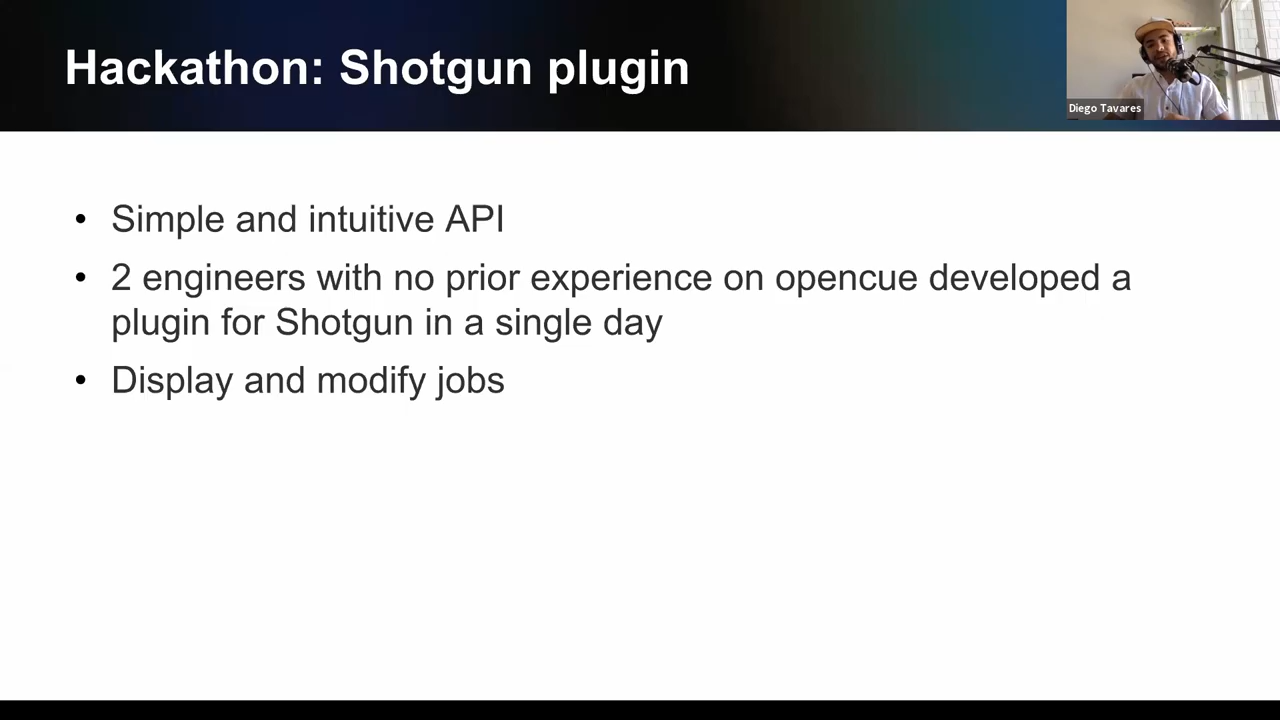 Hackathon: Shotgun plugin
Diego Tavares
• Simple and intuitive API
• 2 engineers with no prior experience on opencue developed a
plugin for Shotgun in a single day
• Display and modify jobs